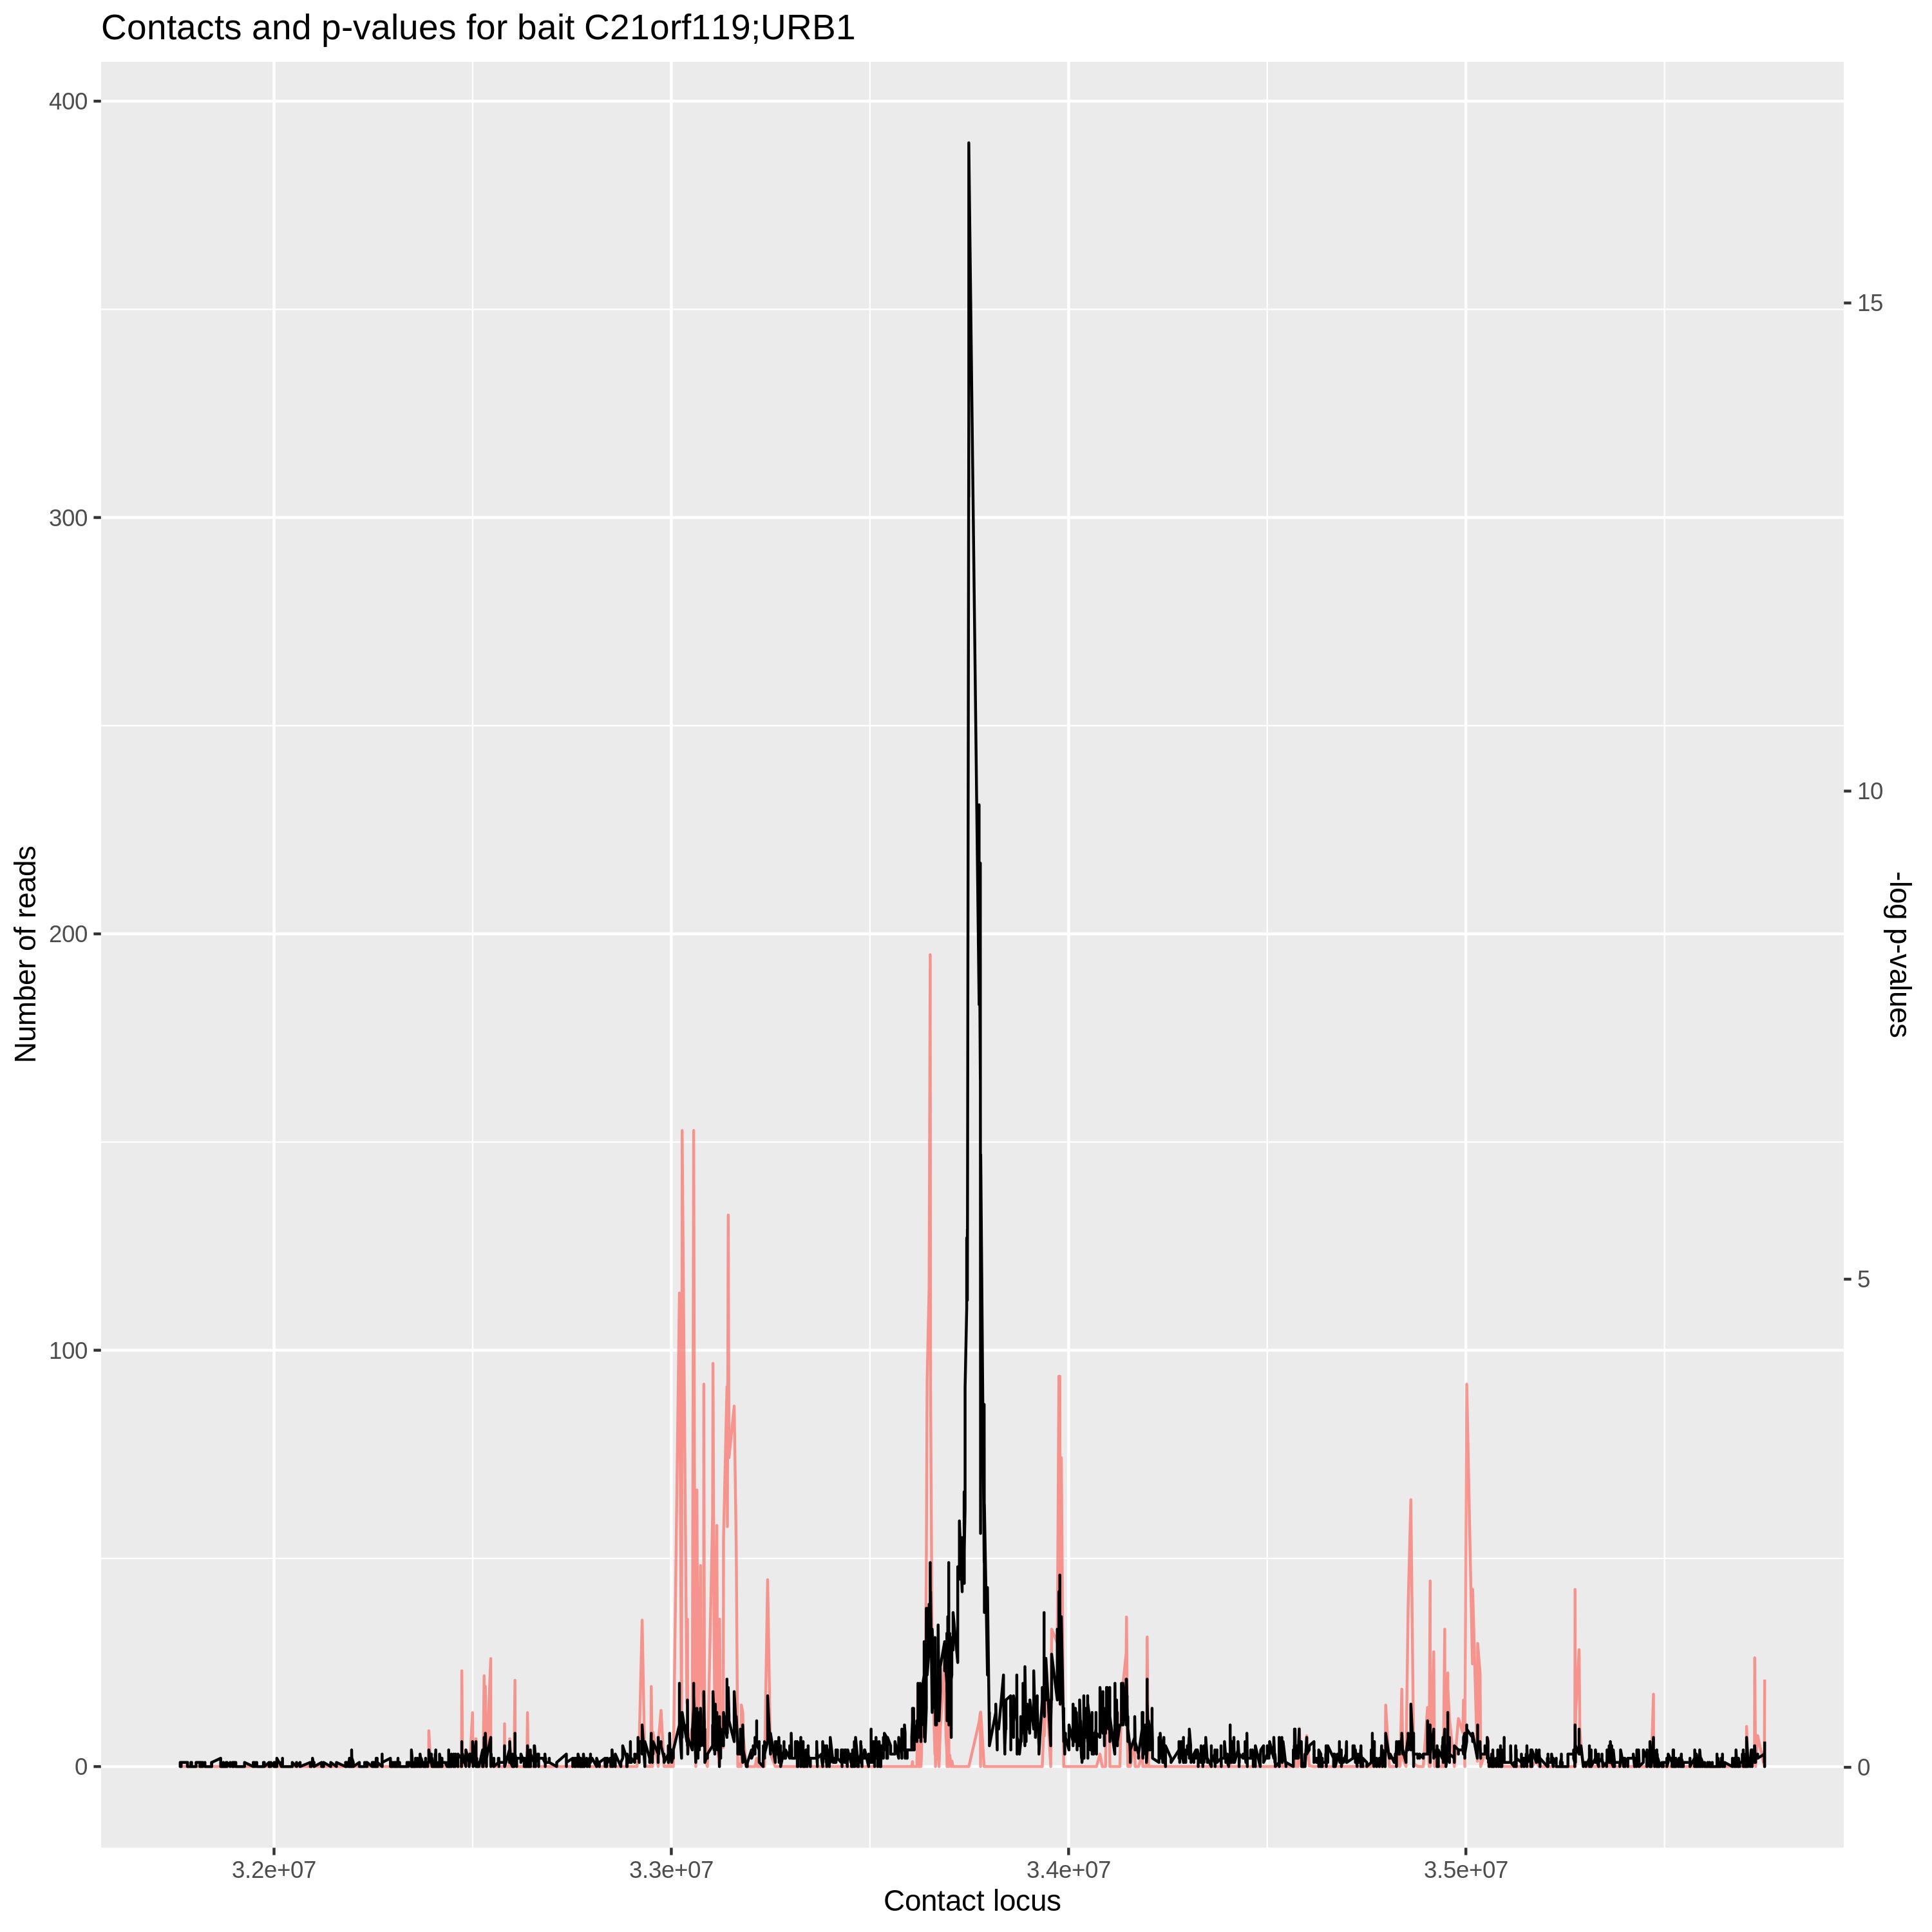 Contacts and p-values for bait C21orf119;URB1
400
300
200
100
0
Number of reads
15
10
5
0
-log p-values
3.2e+07
3.3e+07
3.4e+07
3.5e+07
Contact locus